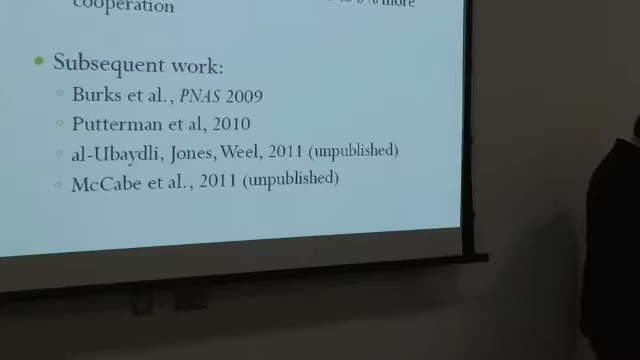 cooperation more
Subsequent work:
Burks et al., PNAS 2009
Putterman et al, 2010
al-Ubaydli, Jones, Weel, 2011 (unpublished)
McCabe et al., 2011 (unpublished)